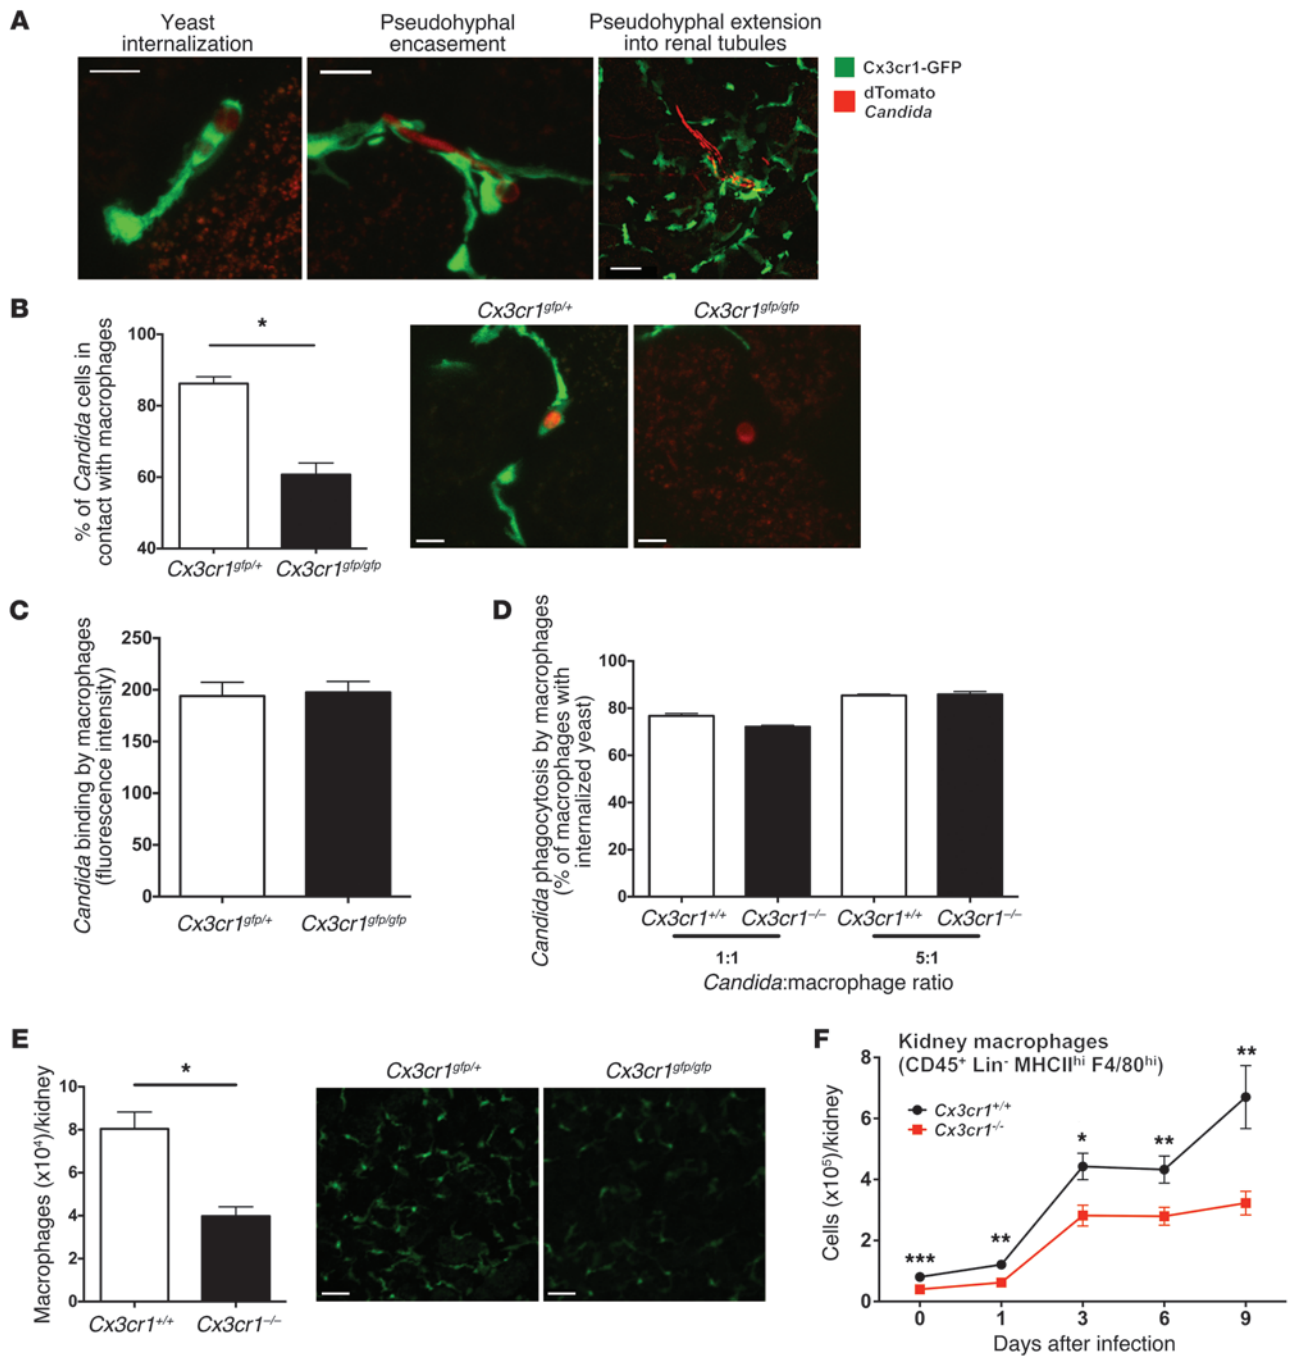 A
Yeast
internalization
Pseudohyphal
encasement
Pseudohyphal extension
into renal tubules
Cx3cr1-GFP
dTomato
Candida
B
% of Candida cells in
contact with macrophages
100
80
60
40
*
Cx3cr1gfp/+
Cx3cr1gfp/gfp
Cx3cr1gfp/+
Cx3cr1gfp/gfp
C
Candida binding by macrophages
(fluorescence intensity)
250
200
150
100
50
0
Cx3cr1gfp/+
Cx3cr1gfp/gfp
D
Candida phagocytosis by macrophages
(% of macrophages with
internalized yeast)
100
80
60
40
20
0
Cx3cr1+/+ Cx3cr1−/− Cx3cr1+/+ Cx3cr1−/−
1:1
5:1
Candida:macrophage ratio
E
Macrophages (x10⁴)/kidney
10
8
6
4
2
0
*
Cx3cr1+/+
Cx3cr1−/−
Cx3cr1gfp/+
Cx3cr1gfp/gfp
F
Kidney macrophages
(CD45+ Lin- MHCIIhi F4/80hi)
Cx3cr1+/+
Cx3cr1-/-
Cells (x10⁵)/kidney
8
6
4
2
0
***
**
*
**
**
0 1 3 6 9
Days after infection